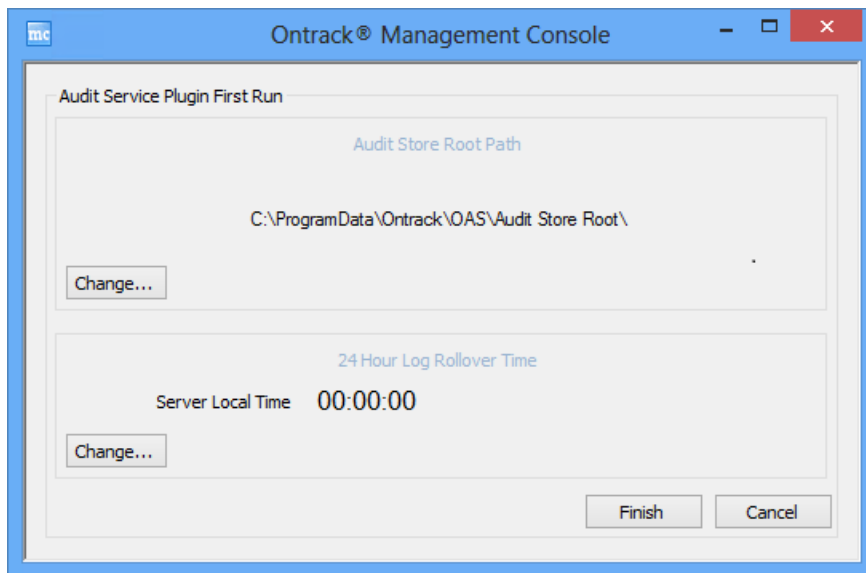 mc
Ontrack® Management Console
Audit Service Plugin First Run
Audit Store Root Path
C:\ProgramData\Ontrack\OAS\Audit Store Root\
.
Change...
24 Hour Log Rollover Time
Server Local Time 00:00:00
Change...
Finish Cancel